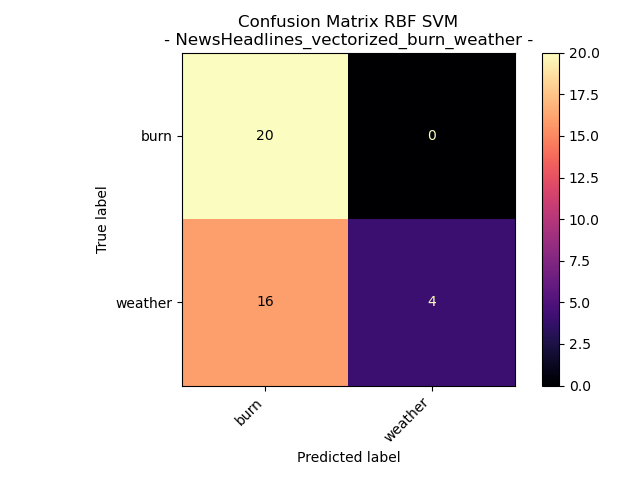 Confusion Matrix RBF SVM
- NewsHeadlines_vectorized_burn_weather -
20.0
17.5
15.0
12.5
10.0
7.5
5.0
2.5
0.0
True label
burn
20
0
weather
16
4
burn
weather
Predicted label